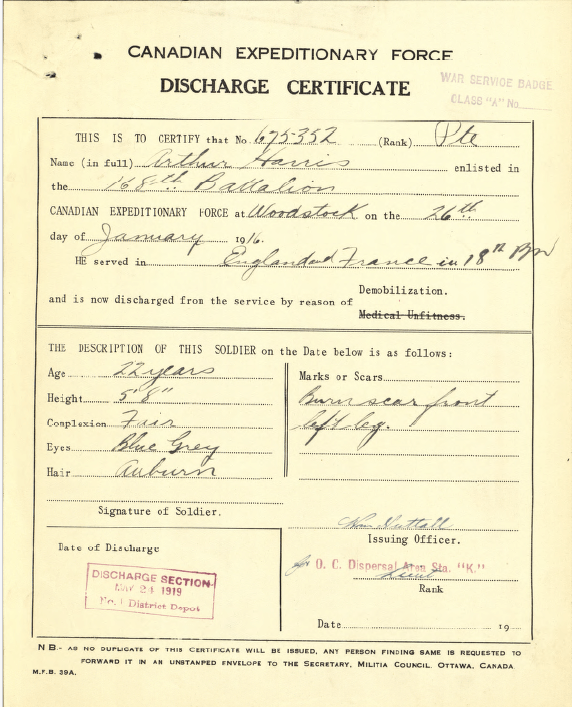 CANADIAN EXPEDITIONARY FORCE
DISCHARGE CERTIFICATE
WAR SERVICE BADGE
CLASS "A" No
THIS IS TO CERTIFY that No. 675352 (Rank) Pte
Name (in full) Arthur Harris enlisted in
the 168th Battalion
CANADIAN EXPEDITIONARY FORCE at Woodstock on the 26th
day of January 1916.
HE served in England and France in 18th Bn
and is now discharged from the service by reason of Demobilization.
Medical Unfitness.
THE DESCRIPTION OF THIS SOLDIER on the Date below is as follows:
Age 22 years
Height 5'8"
Conplexion Fair
Eyes Blue Grey
Hair Auburn
Marks or Scars
Burn scar front
left leg.
Signature of Soldier.
Nuttall
Issuing Officer.
for O. C. Dispersal Area Sta. "K."
Lieut
Rank
Date of Discharge
DISCHARGE SECTION
MAY 24 1919
No. 1 District Depot
Date 19
NB.- AS NO DUPLICATE OF THIS CERTIFICATE WILL BE ISSUED, ANY PERSON FINDING SAME IS REQUESTED TO
FORWARD IT IN AN UNSTAMPED ENVELOPE TO THE SECRETARY, MILITIA COUNCIL, OTTAWA, CANADA
M.F.B. 39A.